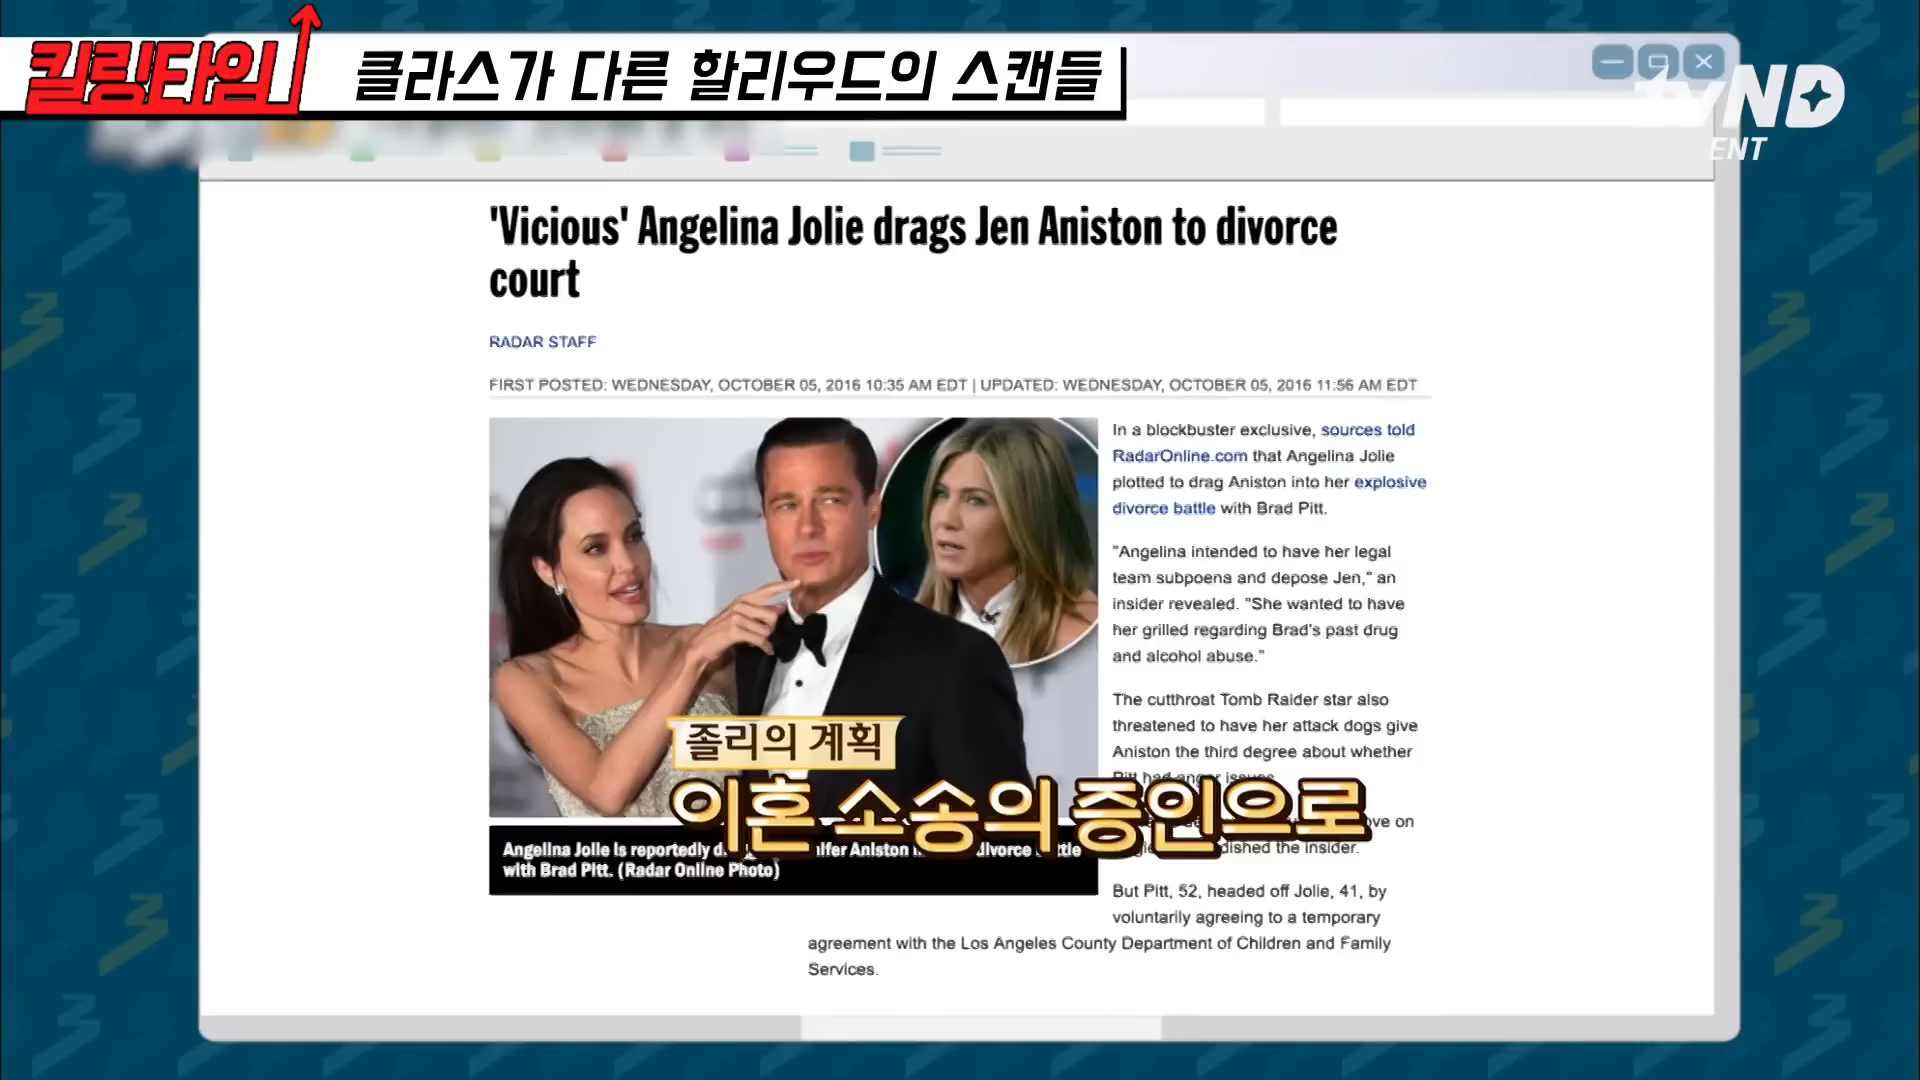 킬링타임
클라스가 다른 할리우드의 스캔들
tvND
ENT
'Vicious' Angelina Jolie drags Jen Aniston to divorce
court
RADAR STAFF
FIRST POSTED: WEDNESDAY, OCTOBER 05, 2016 10:35 AM EDT | UPDATED: WEDNESDAY, OCTOBER 05, 2016 11:56 AM EDT
In a blockbuster exclusive, sources told
RadarOnline.com that Angelina Jolie
plotted to drag Aniston into her explosive
divorce battle with Brad Pitt.
"Angelina intended to have her legal
team subpoena and depose Jen," an
insider revealed. "She wanted to have
her grilled regarding Brad's past drug
and alcohol abuse."
The cutthroat Tomb Raider star also
threatened to have her attack dogs give
Aniston the third degree about whether
Pitt had anger issues.
on
the insider.
But Pitt, 52, headed off Jolie, 41, by
voluntarily agreeing to a temporary
agreement with the Los Angeles County Department of Children and Family
Services.
졸리의 계획
이혼 소송의 증인으로
Angelina Jolie is reportedly divorce
with Brad Pitt. (Radar Online Photo)